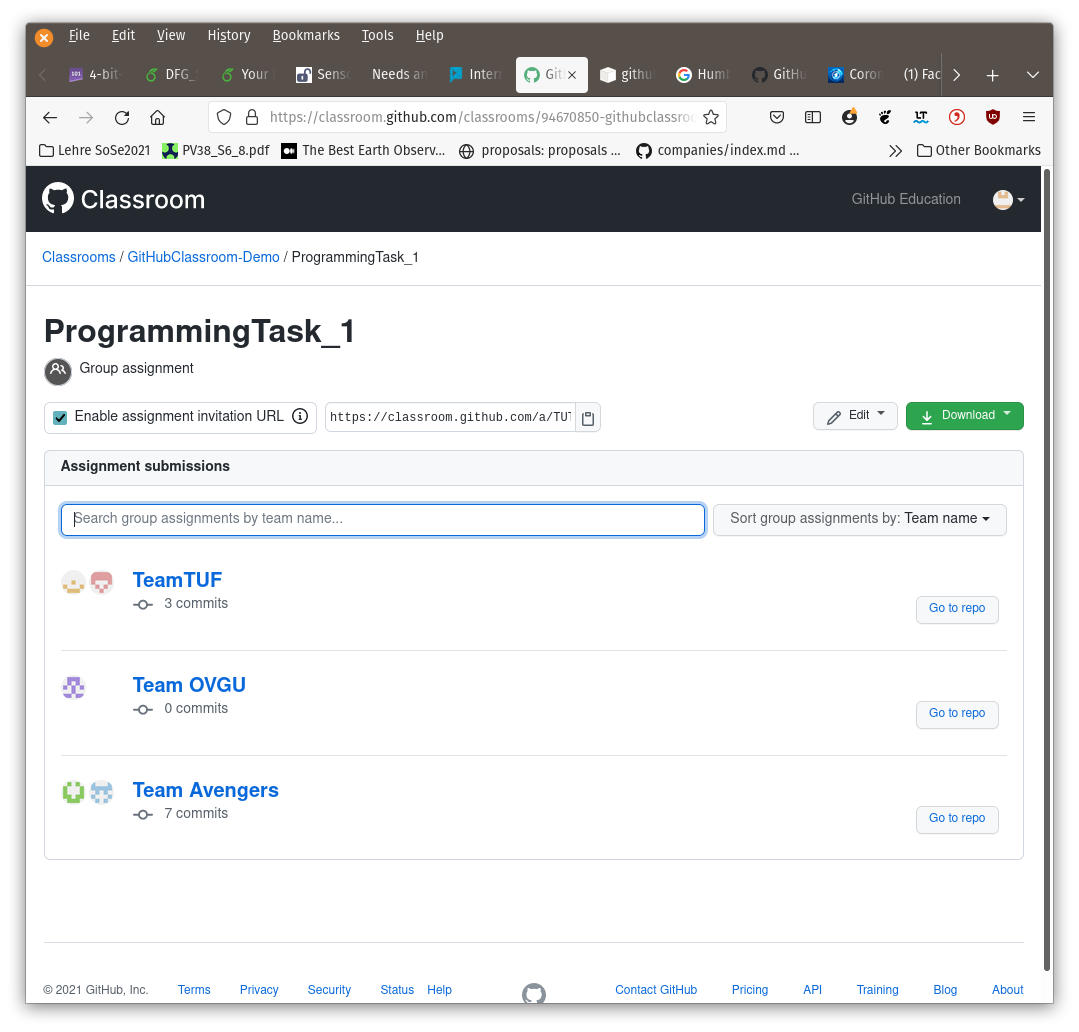 File Edit View History Bookmarks Tools Help
4-bit- DFG_ Your Sens Needs an Inter Git githu Humb GitHu Coron (1) Fac
https://classroom.github.com/classrooms/94670850-githubclassroo
Lehre SoSe2021 PV38_S6_8.pdf The Best Earth Observ... proposals: proposals ... companies/index.md ... Other Bookmarks
Classroom GitHub Education
Classrooms / GitHubClassroom-Demo / ProgrammingTask_1
ProgrammingTask_1
Group assignment
Enable assignment invitation URL https://classroom.github.com/a/TUT Edit Download
Assignment submissions
Search group assignments by team name... Sort group assignments by: Team name
TeamTUF
3 commits
Go to repo
Team OVGU
0 commits
Go to repo
Team Avengers
7 commits
Go to repo
© 2021 GitHub, Inc. Terms Privacy Security Status Help Contact GitHub Pricing API Training Blog About